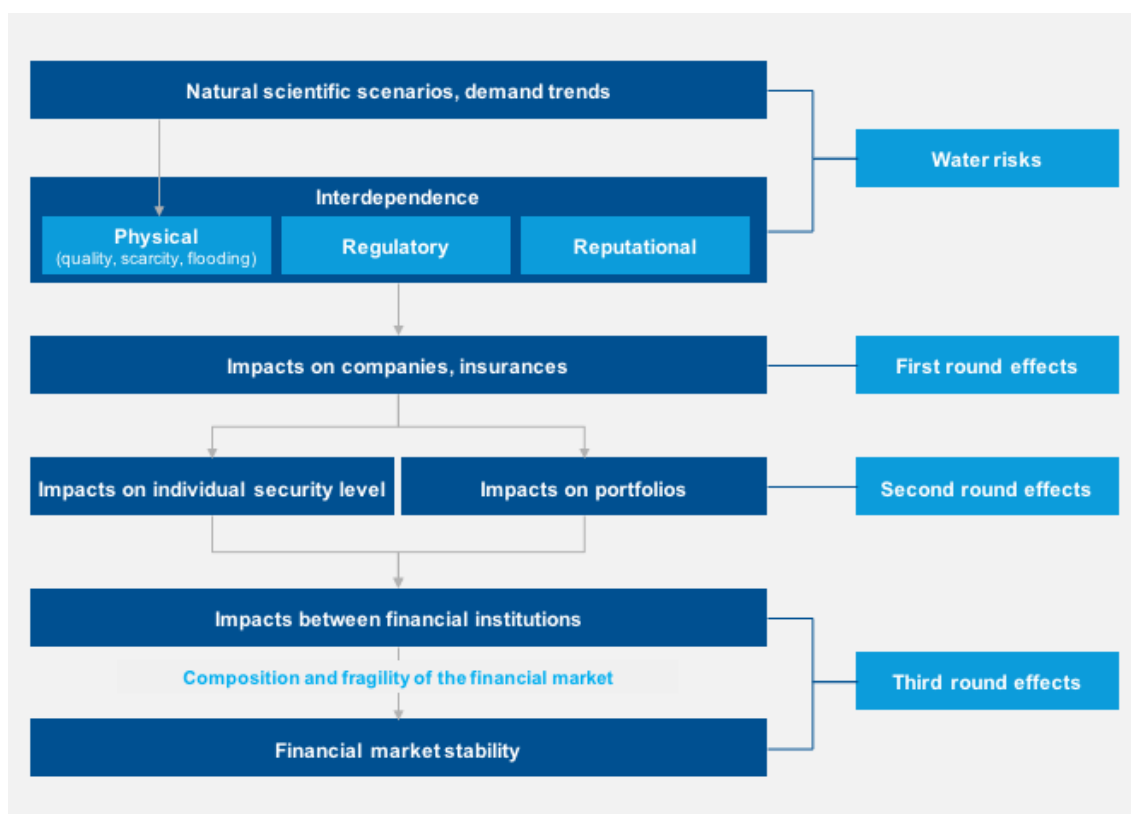 Natural scientific scenarios, demand trends
Water risks
Interdependence
Physical
(quality, scarcity, flooding)
Regulatory
Reputational
Impacts on companies, insurances
First round effects
Impacts on individual security level
Impacts on portfolios
Second round effects
Impacts between financial institutions
Composition and fragility of the financial market
Third round effects
Financial market stability